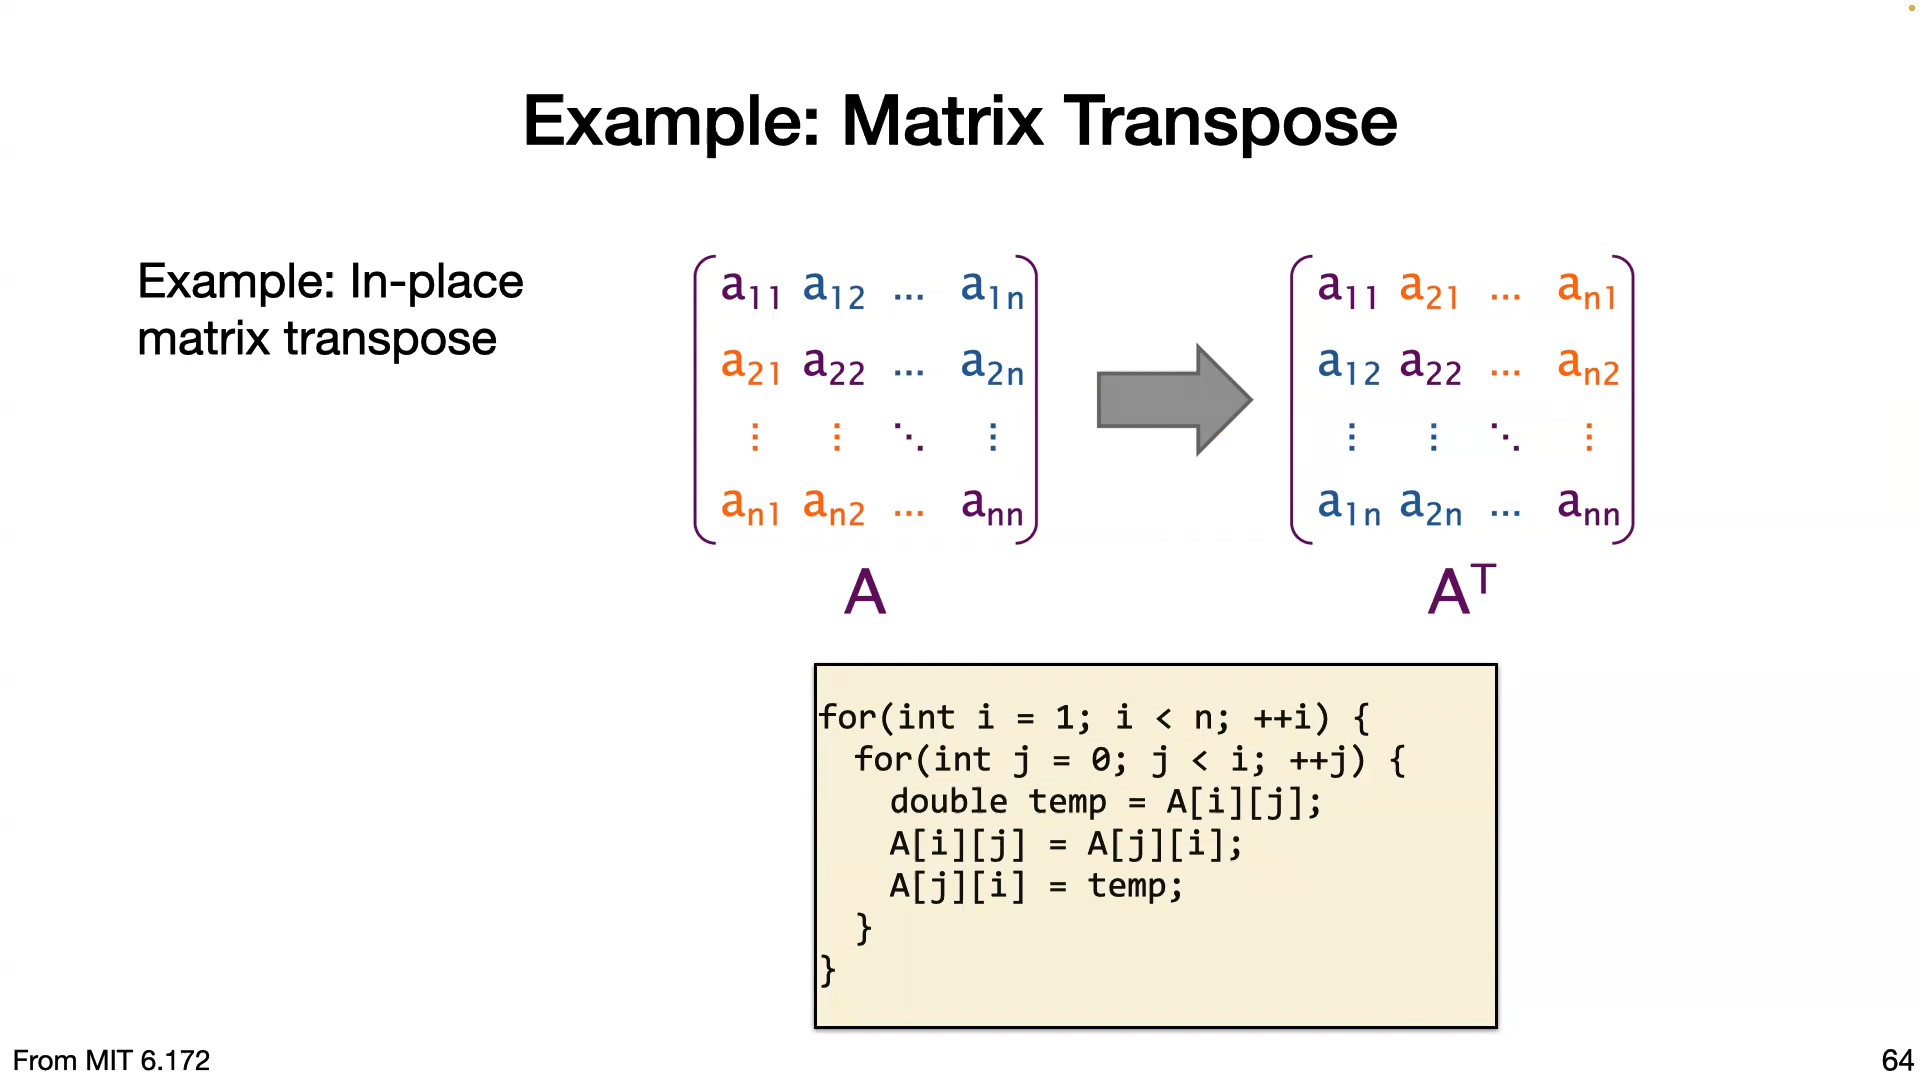 Example: Matrix Transpose
Example: In-place
matrix transpose
a11 a12 … a1n
a21 a22 … a2n
⋮ ⋮ ⋱ ⋮
an1 an2 … ann
A
a11 a21 … an1
a12 a22 … an2
⋮ ⋮ ⋱ ⋮
a1n a2n … ann
AT
for(int i = 1; i < n; ++i) {
  for(int j = 0; j < i; ++j) {
    double temp = A[i][j];
    A[i][j] = A[j][i];
    A[j][i] = temp;
  }
}
From MIT 6.172
64